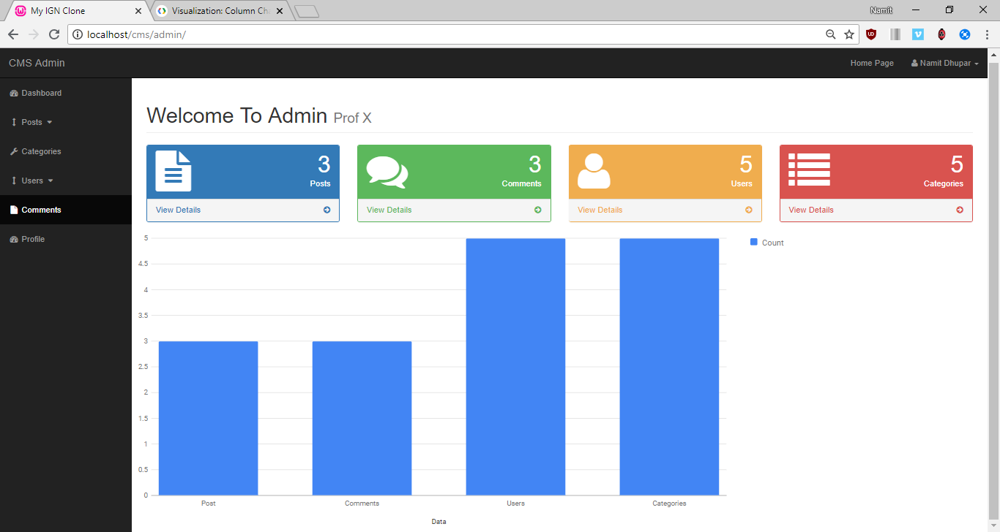 My IGN Clone
Visualization: Column Cha
Namit
localhost/cms/admin/
CMS Admin
Home Page
Namit Dhupar
Dashboard
Posts
Categories
Users
Comments
Profile
Welcome To Admin Prof X
3
Posts
View Details
3
Comments
View Details
5
Users
View Details
5
Categories
View Details
5
4.5
4
3.5
3
2.5
2
1.5
1
0.5
0
Post
Comments
Users
Categories
Data
Count